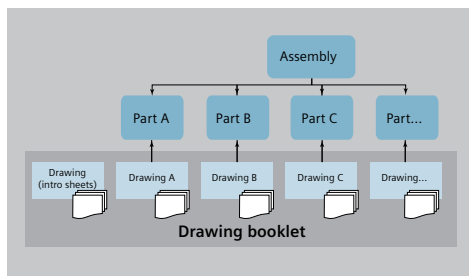 Assembly
Part A
Part B
Part C
Part...
Drawing
(intro sheets)
Drawing A
Drawing B
Drawing C
Drawing...
Drawing booklet